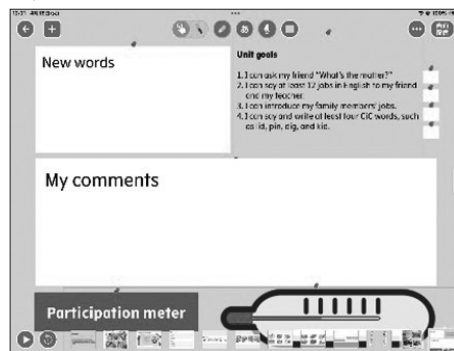 New words
Unit goals
1. I can ask my friend "What's the matter?"
2. I can say at least 12 jobs in English to my friend
and my teacher.
3. I can introduce my family members' jobs.
4. I can say and write at least four CiC words, such
as lid, pin, dig, and kid.
My comments
Participation meter